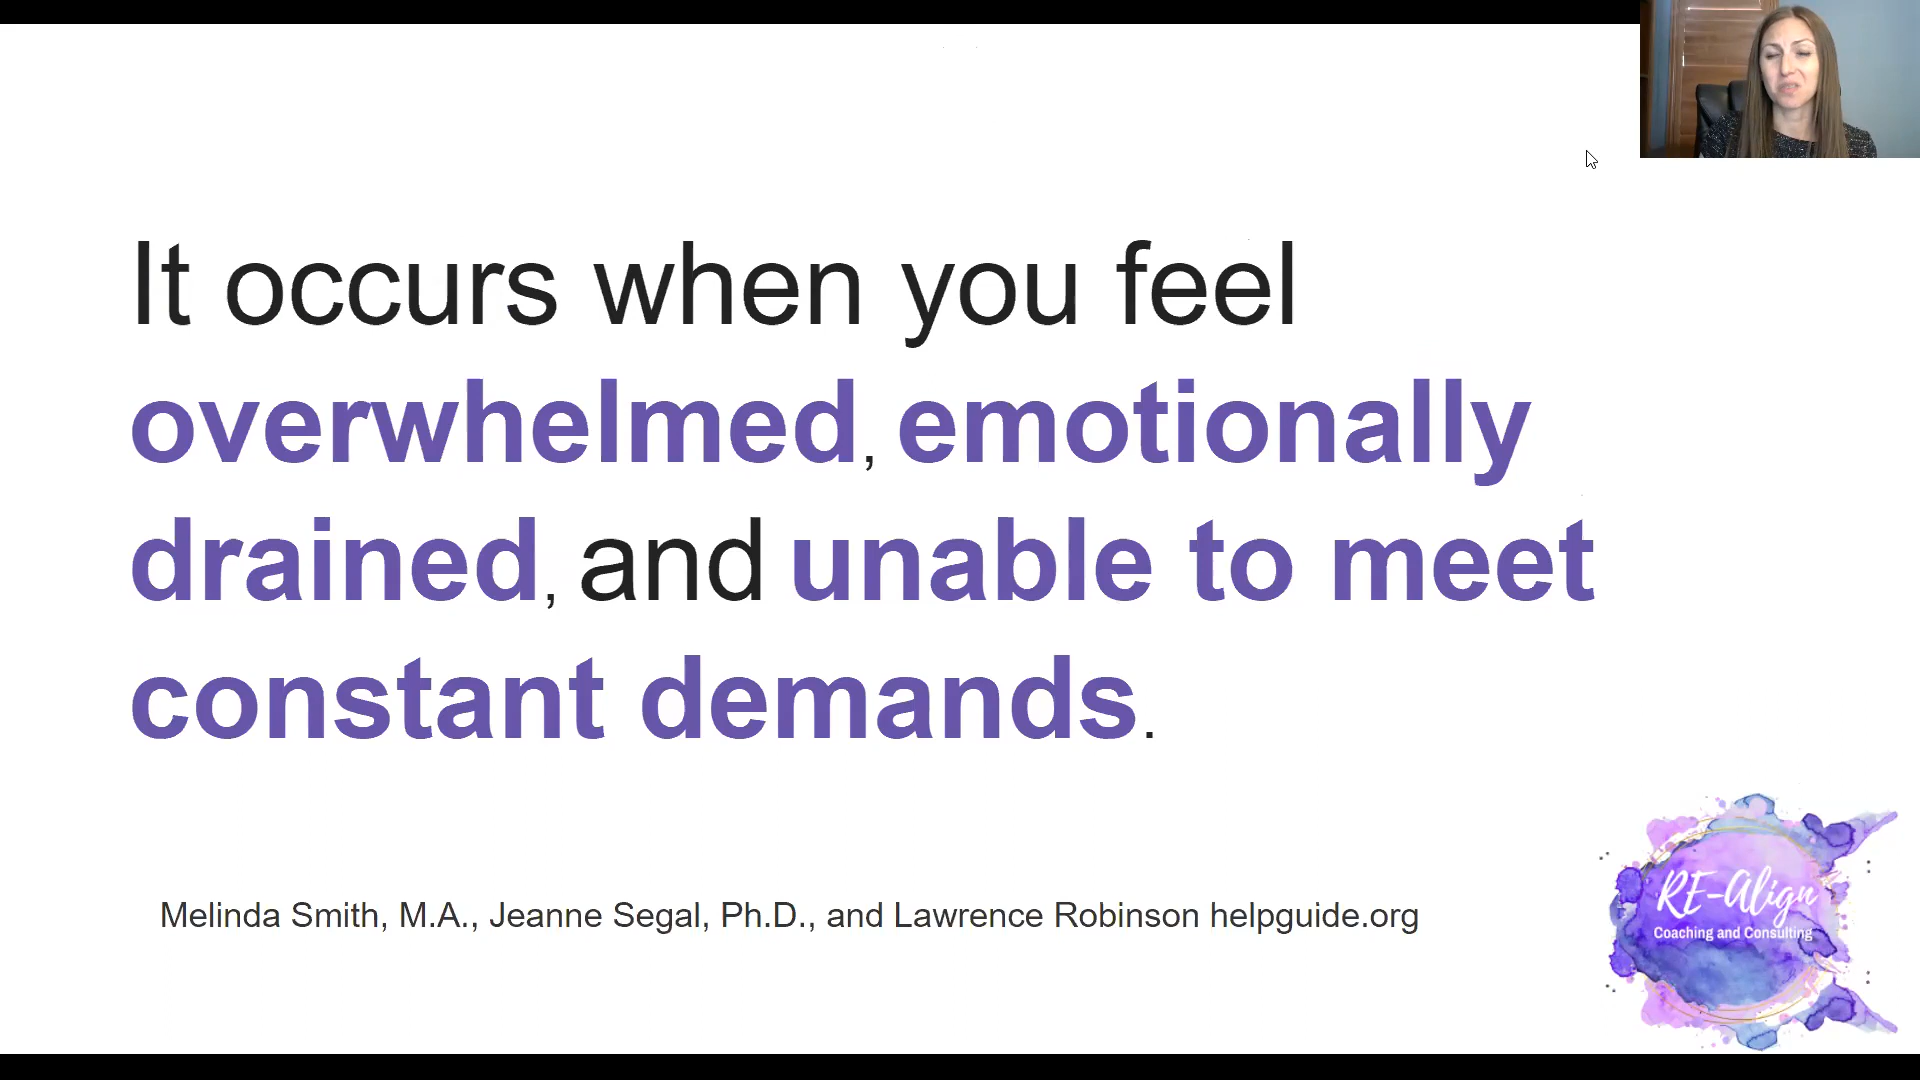 It occurs when you feel
overwhelmed, emotionally
drained, and unable to meet
constant demands.
Melinda Smith, M.A., Jeanne Segal, Ph.D., and Lawrence Robinson helpguide.org
RE-Align
Coaching and Consulting